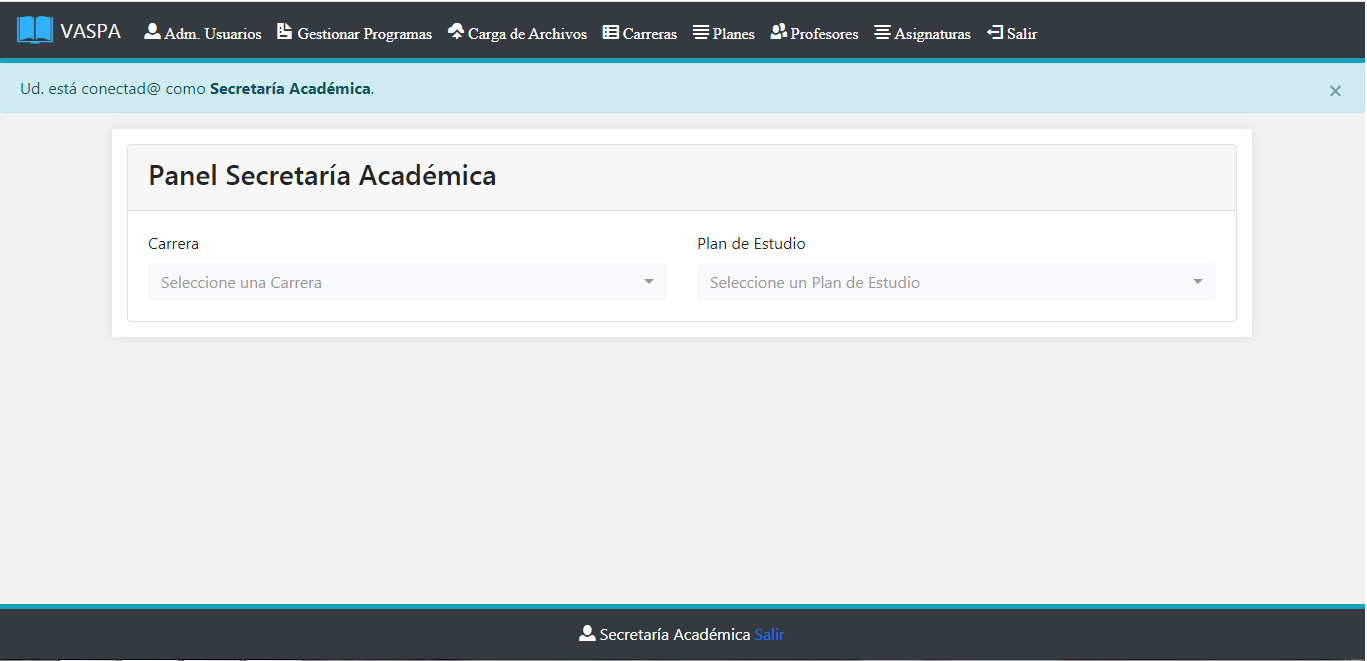 VASPA Adm. Usuarios Gestionar Programas Carga de Archivos Carreras Planes Profesores Asignaturas Salir
Ud. está conectad@ como Secretaría Académica. ×
Panel Secretaría Académica
Carrera Plan de Estudio
Seleccione una Carrera Seleccione un Plan de Estudio
Secretaría Académica Salir